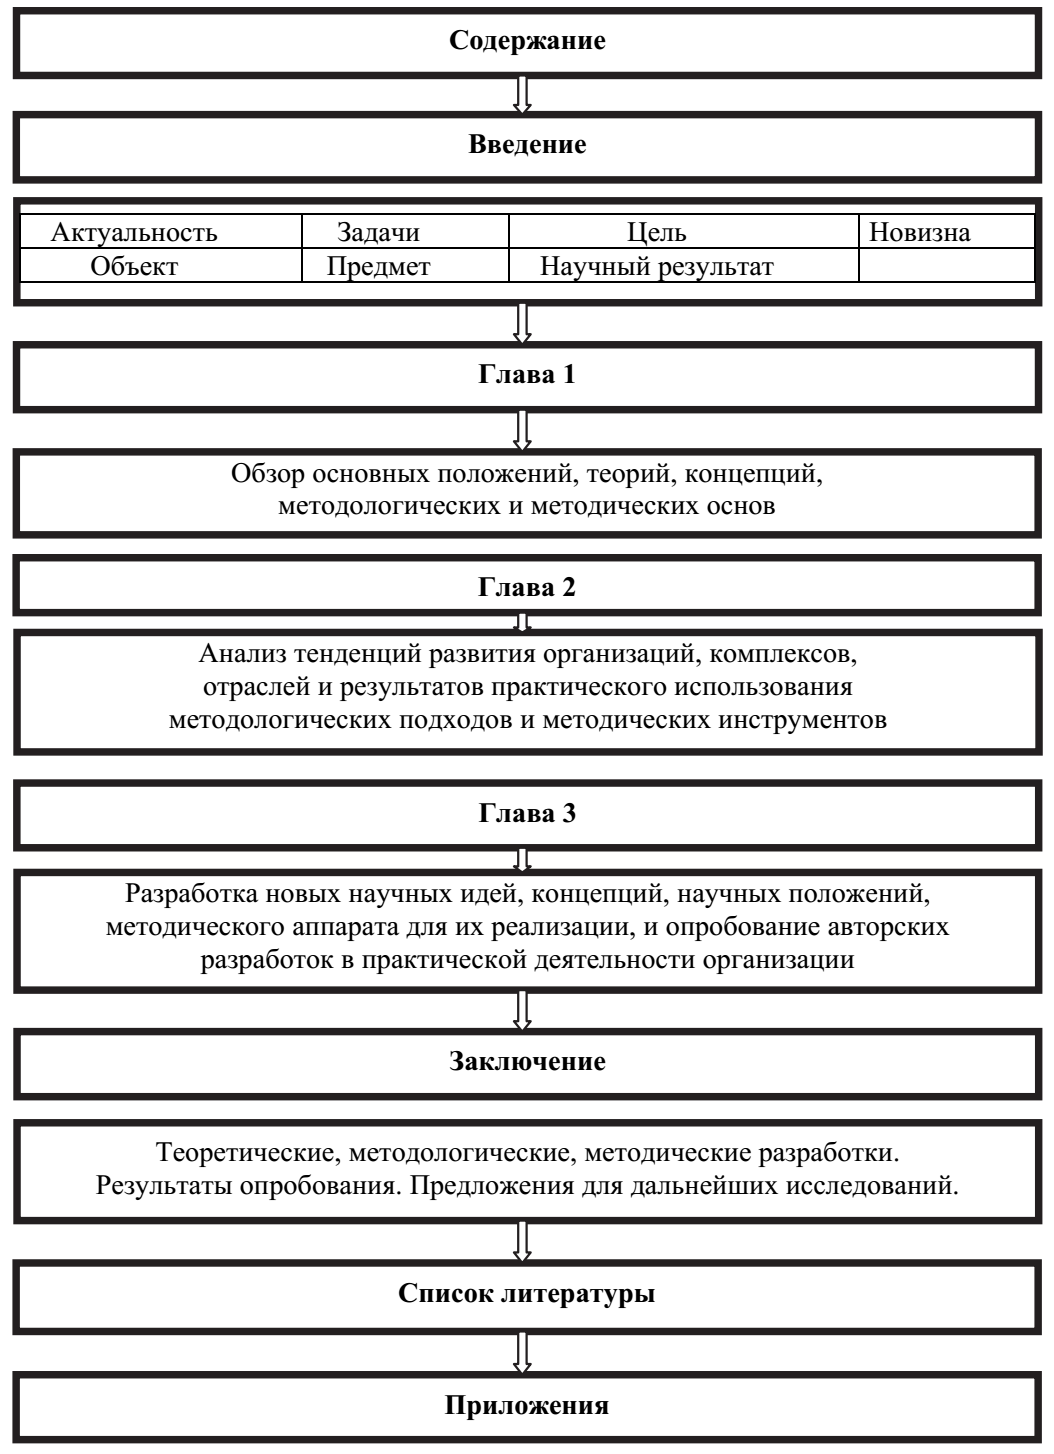 Содержание
Введение
Актуальность Задачи Цель Новизна
Объект Предмет Научный результат
Глава 1
Обзор основных положений, теорий, концепций,
методологических и методических основ
Глава 2
Анализ тенденций развития организаций, комплексов,
отраслей и результатов практического использования
методологических подходов и методических инструментов
Глава 3
Разработка новых научных идей, концепций, научных положений,
методического аппарата для их реализации, и опробование авторских
разработок в практической деятельности организации
Заключение
Теоретические, методологические, методические разработки.
Результаты опробования. Предложения для дальнейших исследований.
Список литературы
Приложения